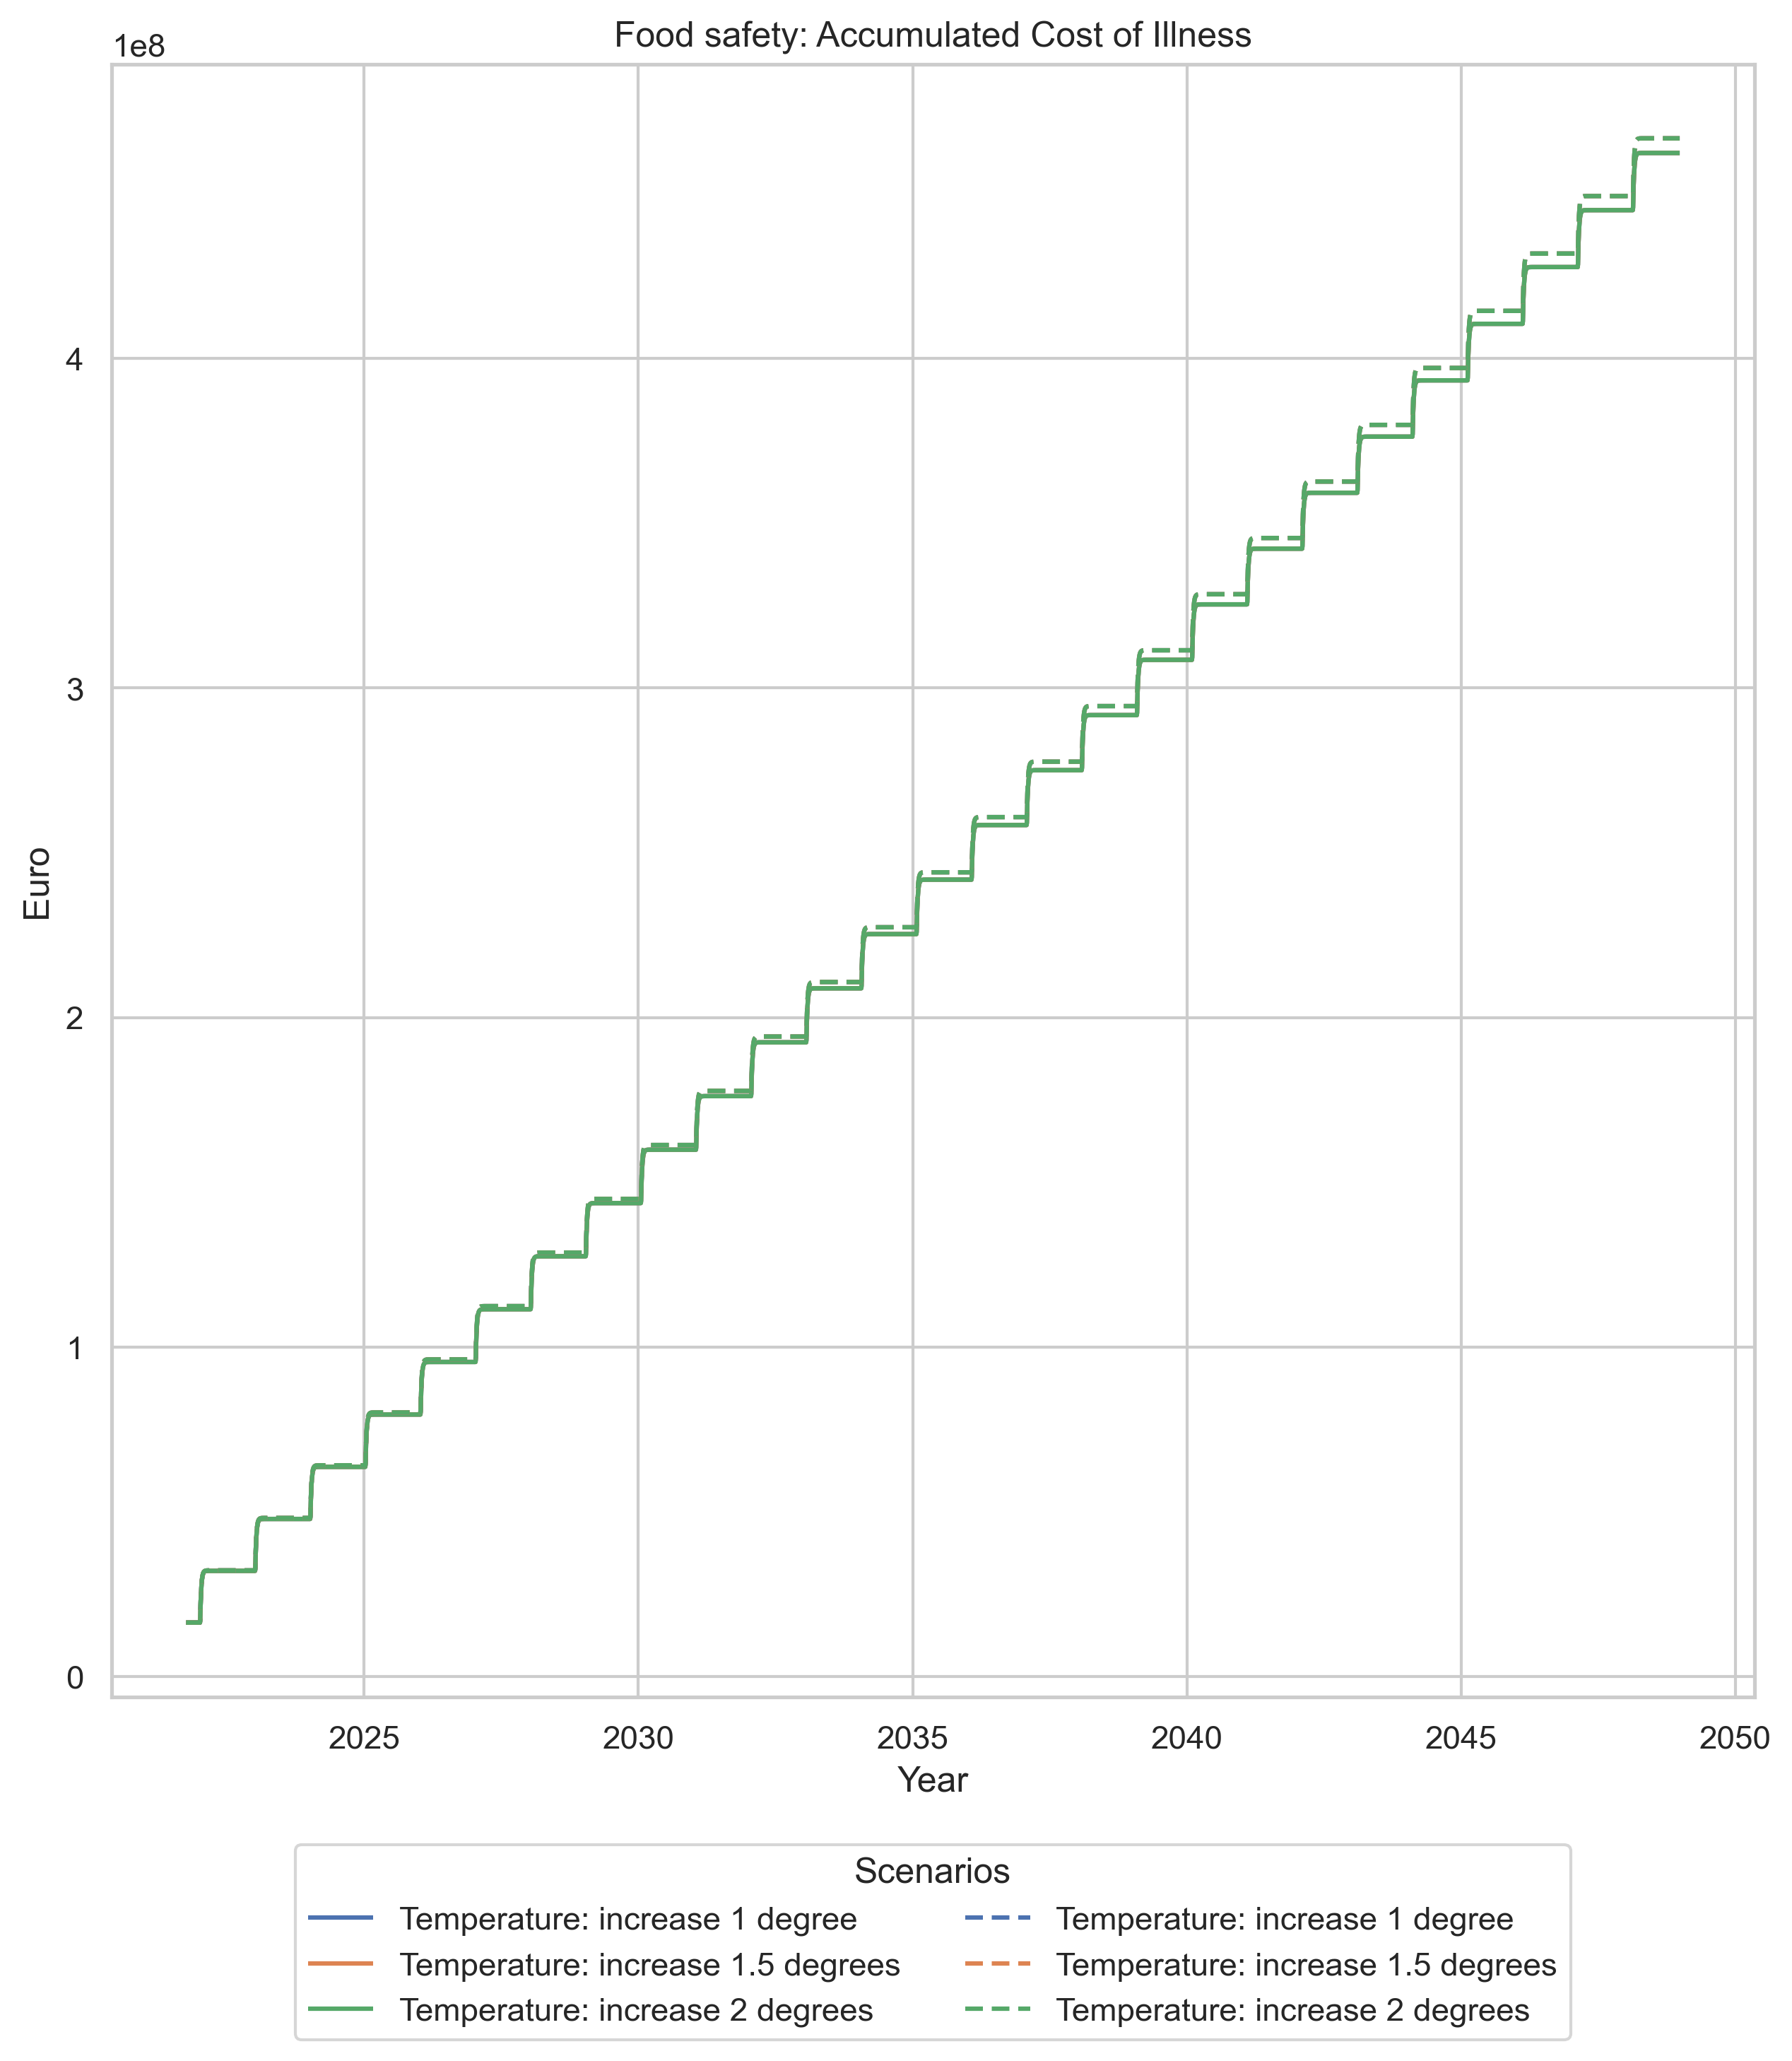 Food safety: Accumulated Cost of Illness
1e8
4
3
2
1
0
Euro
2025 2030 2035 2040 2045 2050
Year
Scenarios
Temperature: increase 1 degree Temperature: increase 1 degree
Temperature: increase 1.5 degrees Temperature: increase 1.5 degrees
Temperature: increase 2 degrees Temperature: increase 2 degrees